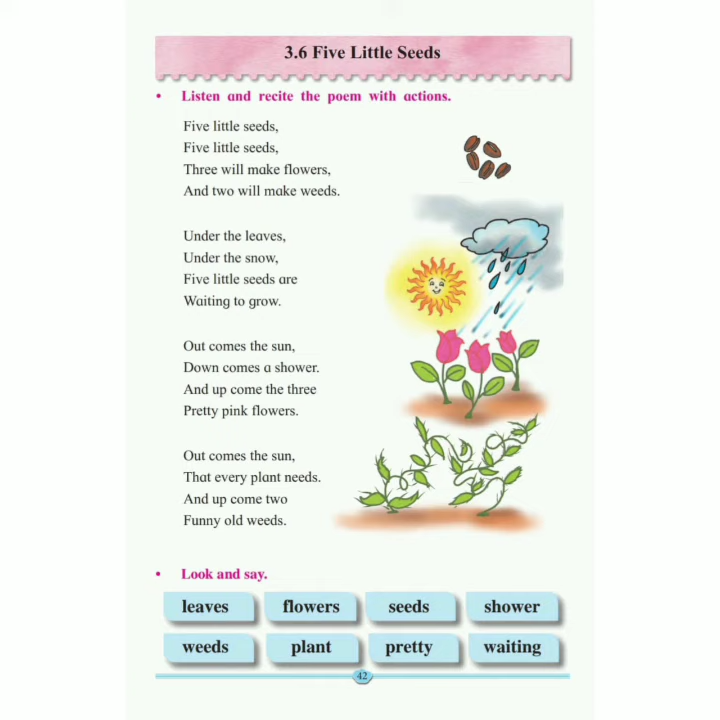 3.6 Five Little Seeds
• Listen and recite the poem with actions.
Five little seeds,
Five little seeds,
Three will make flowers,
And two will make weeds.
Under the leaves,
Under the snow,
Five little seeds are
Waiting to grow.
Out comes the sun,
Down comes a shower.
And up come the three
Pretty pink flowers.
Out comes the sun,
That every plant needs.
And up come two
Funny old weeds.
• Look and say.
leaves flowers seeds shower
weeds plant pretty waiting
42